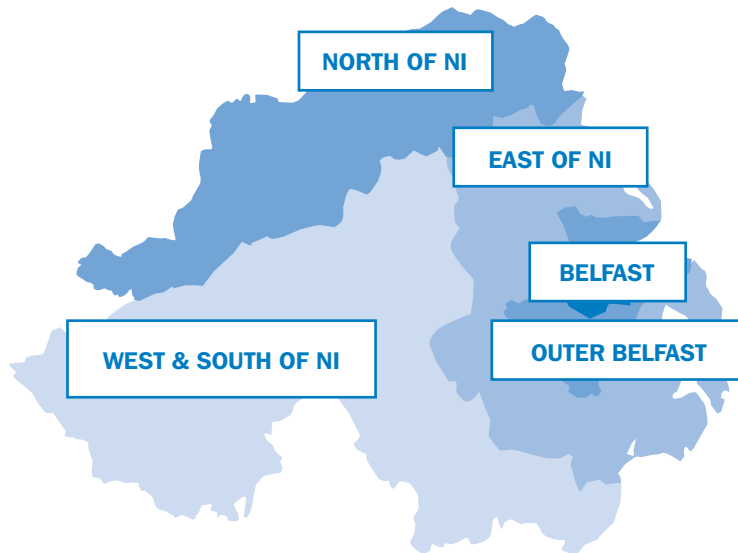 NORTH OF NI
EAST OF NI
BELFAST
OUTER BELFAST
WEST & SOUTH OF NI